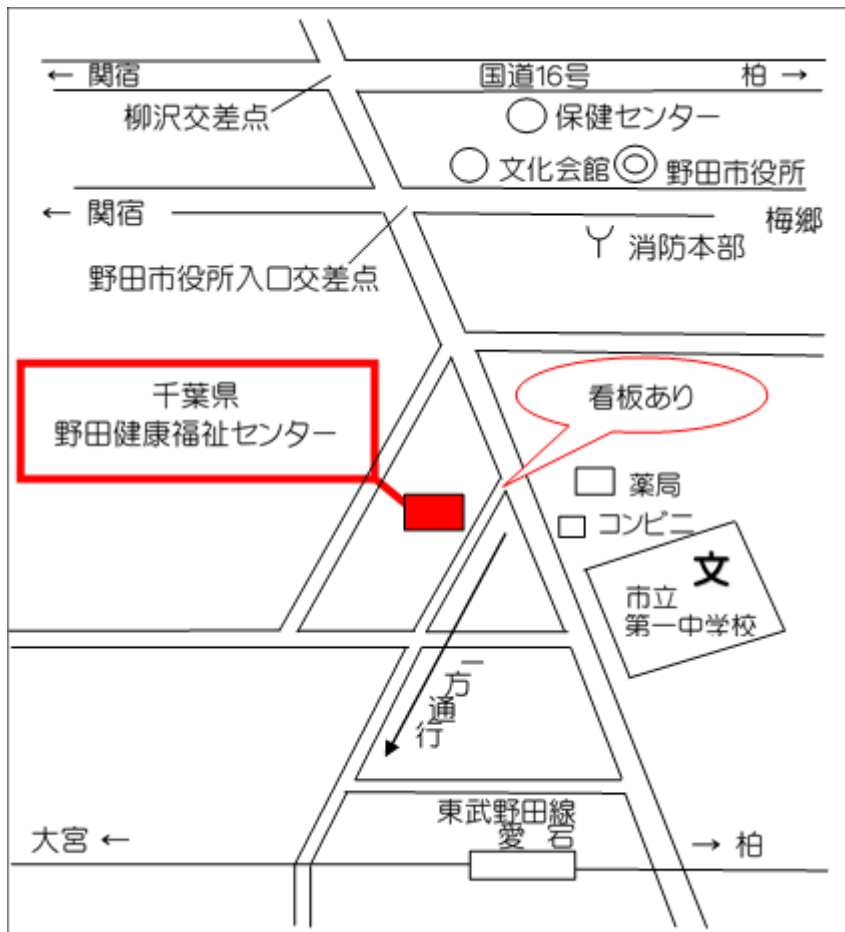 ← 関宿
国道16号
柏 →
柳沢交差点
保健センター
文化会館
野田市役所
← 関宿
梅郷
消防本部
野田市役所入口交差点
千葉県
野田健康福祉センター
看板あり
薬局
コンビニ
文
市立
第一中学校
一方通行
東武野田線
愛 宕
大宮 ←
→ 柏